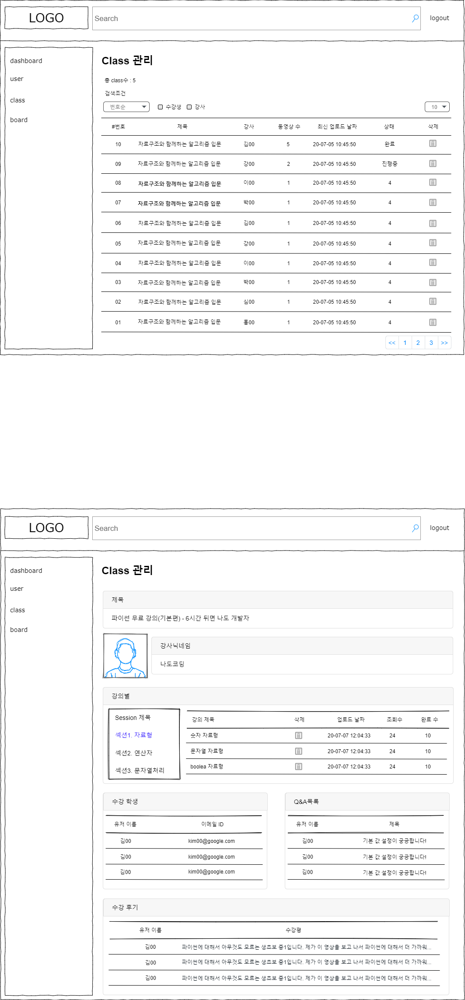 LOGO Search logout
dashboard
user
class
board
Class 관리
총 class수 : 5
검색조건
번호순 수강생 강사 10
#번호 제목 강사 동영상 수 최신 업로드 날짜 상태 삭제
10 자료구조와 함께하는 알고리즘 입문 김00 5 20-07-05 10:45:50 완료
09 자료구조와 함께하는 알고리즘 입문 강00 2 20-07-05 10:45:50 진행중
08 자료구조와 함께하는 알고리즘 입문 이00 1 20-07-05 10:45:50 4
07 자료구조와 함께하는 알고리즘 입문 박00 1 20-07-05 10:45:50 4
06 자료구조와 함께하는 알고리즘 입문 김00 1 20-07-05 10:45:50 4
05 자료구조와 함께하는 알고리즘 입문 강00 1 20-07-05 10:45:50 4
04 자료구조와 함께하는 알고리즘 입문 이00 1 20-07-05 10:45:50 4
03 자료구조와 함께하는 알고리즘 입문 박00 1 20-07-05 10:45:50 4
02 자료구조와 함께하는 알고리즘 입문 심00 1 20-07-05 10:45:50 4
01 자료구조와 함께하는 알고리즘 입문 홍00 1 20-07-05 10:45:50 4
<< 1 2 3 >>
LOGO Search logout
dashboard
user
class
board
Class 관리
제목
파이썬 무료 강의(기본편) - 6시간 뒤면 나도 개발자
강사닉네임
나도코딩
강의별
Session 제목
섹션1. 자료형
섹션2. 연산자
섹션3. 문자열처리
강의 제목 삭제 업로드 날짜 조회수 완료 수
숫자 자료형 20-07-07 12:04:33 24 10
문자열 자료형 20-07-07 12:04:33 24 10
boolea 자료형 20-07-07 12:04:33 24 10
수강 학생
유저 이름 이메일 ID
김00 kim00@google.com
김00 kim00@google.com
김00 kim00@google.com
Q&A목록
유저 이름 제목
김00 기본 값 설정이 궁금합니다!
김00 기본 값 설정이 궁금합니다!
김00 기본 값 설정이 궁금합니다!
수강 후기
유저 이름 수강평
김00 파이썬에 대해서 아무것도 모르는 생초보 중1입니다. 제가 이 영상을 보고 나서 파이썬에 대해서 더 가까워...
김00 파이썬에 대해서 아무것도 모르는 생초보 중1입니다. 제가 이 영상을 보고 나서 파이썬에 대해서 더 가까워...
김00 파이썬에 대해서 아무것도 모르는 생초보 중1입니다. 제가 이 영상을 보고 나서 파이썬에 대해서 더 가까워...